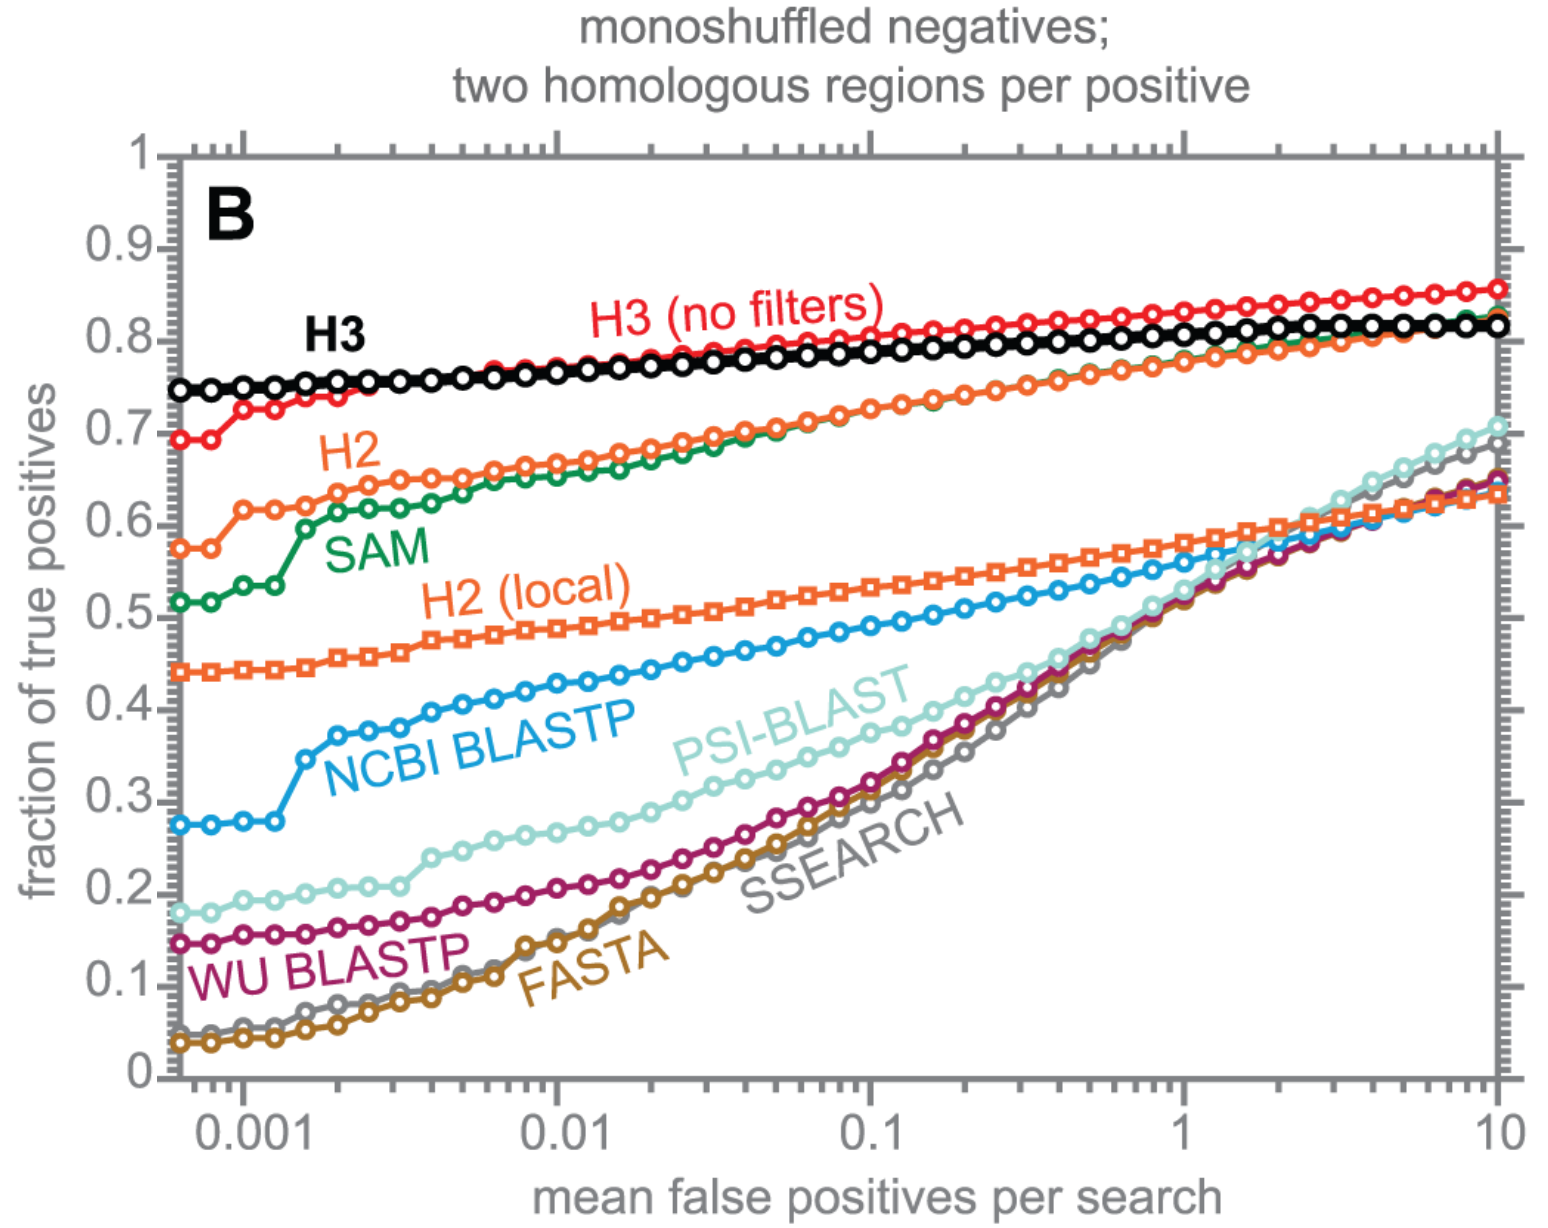 monoshuffled negatives;
two homologous regions per positive
B
1
0.9
0.8
0.7
0.6
0.5
0.4
0.3
0.2
0.1
0
fraction of true positives
H3 (no filters)
H3
H2
SAM
H2 (local)
NCBI BLASTP
PSI-BLAST
SSEARCH
WU BLASTP
FASTA
0.001 0.01 0.1 1 10
mean false positives per search